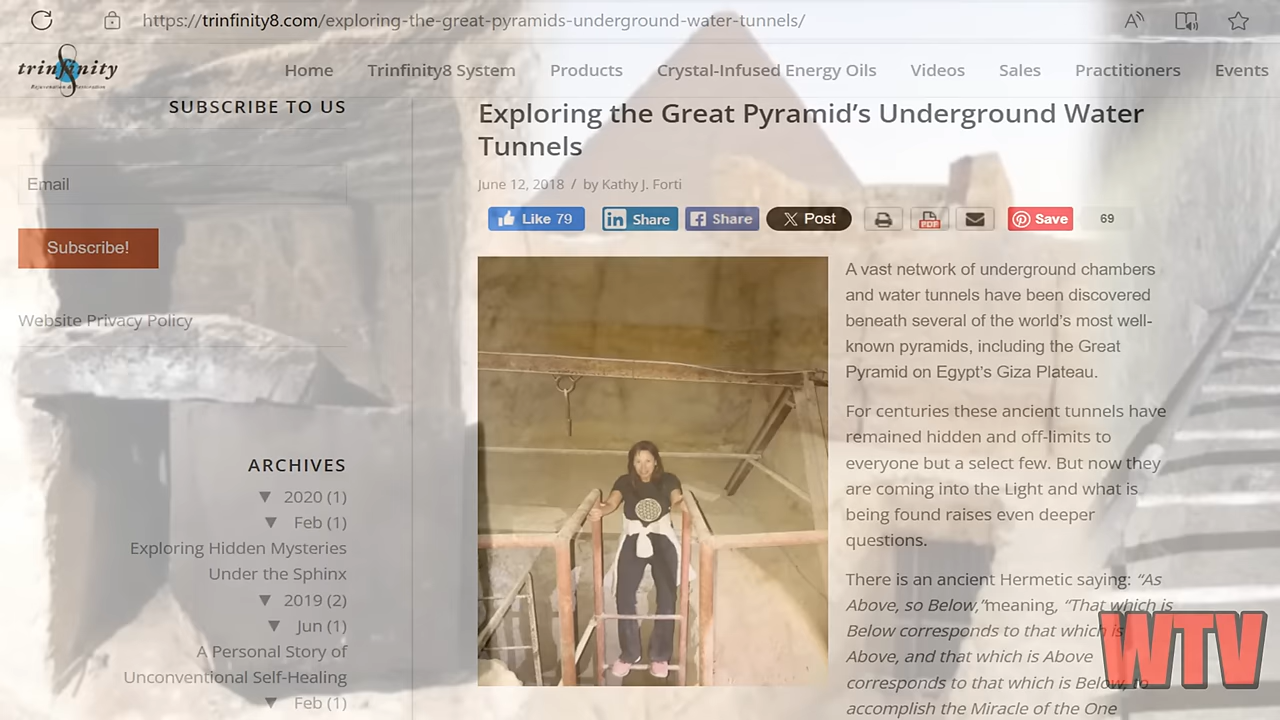 https://trinfinity8.com/exploring-the-great-pyramids-underground-water-tunnels/
trinfinity
Rejuvenation & Optimization
Home Trinfinity8 System Products Crystal-Infused Energy Oils Videos Sales Practitioners Events
SUBSCRIBE TO US
Email
Subscribe!
Website Privacy Policy
ARCHIVES
▼ 2020 (1)
▼ Feb (1)
Exploring Hidden Mysteries
Under the Sphinx
▼ 2019 (2)
▼ Jun (1)
A Personal Story of
Unconventional Self-Healing
▼ Feb (1)
Exploring the Great Pyramid’s Underground Water
Tunnels
June 12, 2018 / by Kathy J. Forti
Like 79 Share Share Post PDF Save 69
A vast network of underground chambers
and water tunnels have been discovered
beneath several of the world’s most well-
known pyramids, including the Great
Pyramid on Egypt’s Giza Plateau.
For centuries these ancient tunnels have
remained hidden and off-limits to
everyone but a select few. But now they
are coming into the Light and what is
being found raises even deeper
questions.
There is an ancient Hermetic saying: “As
Above, so Below,”meaning, “That which is
Below corresponds to that which is
Above, and that which is Above
corresponds to that which is Below, to
accomplish the Miracle of the One
WTV